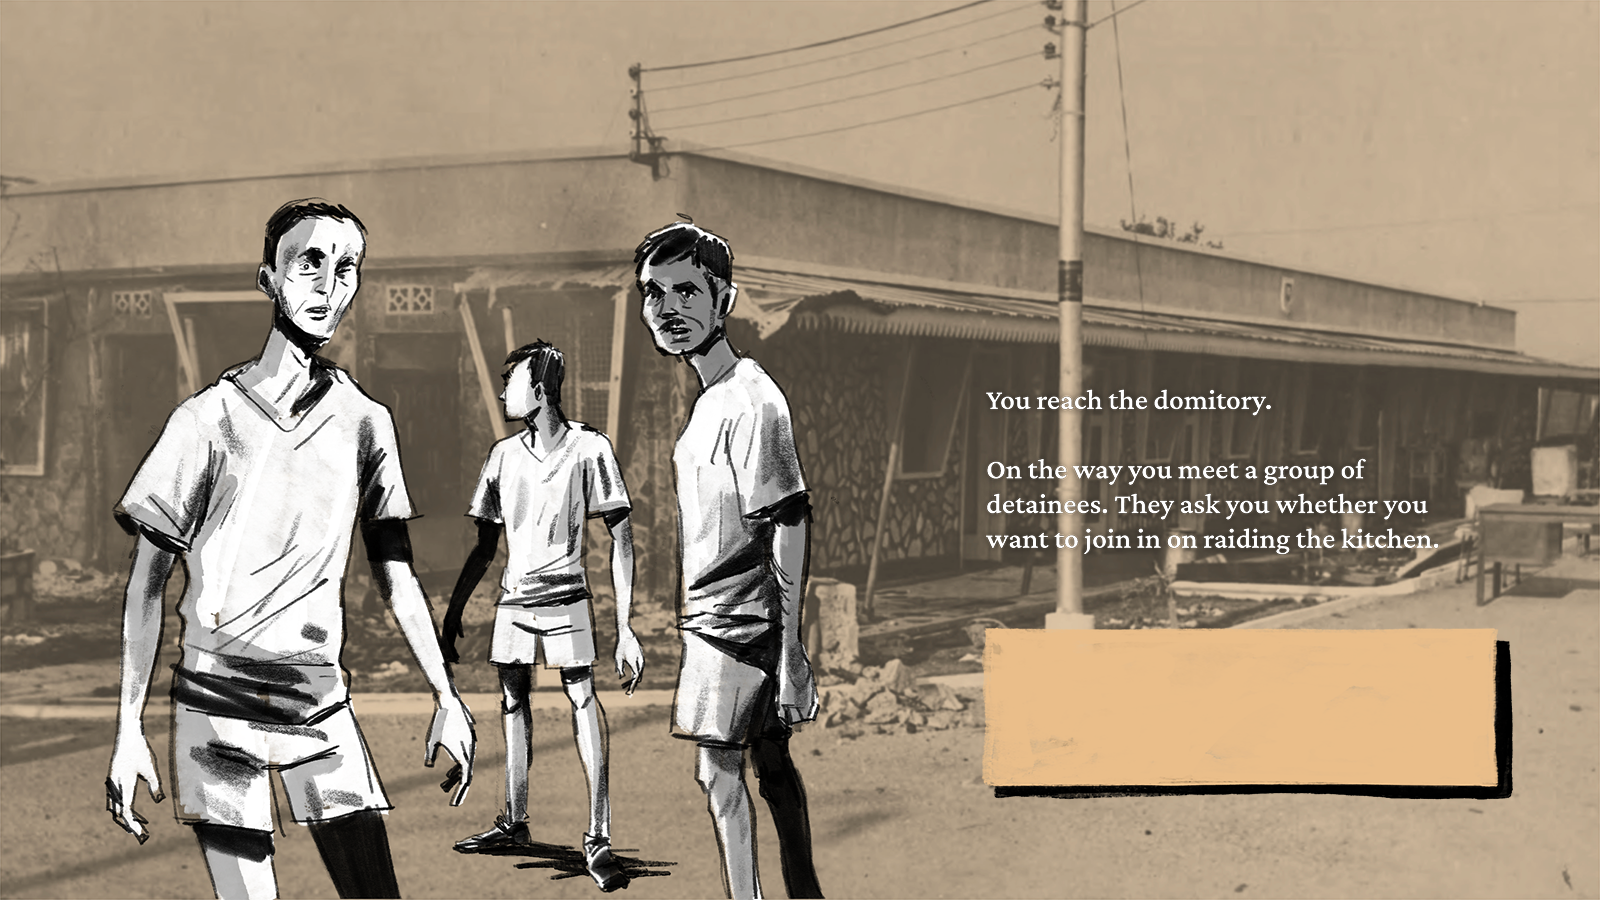 You reach the domitory.
On the way you meet a group of
detainees. They ask you whether you
want to join in on raiding the kitchen.